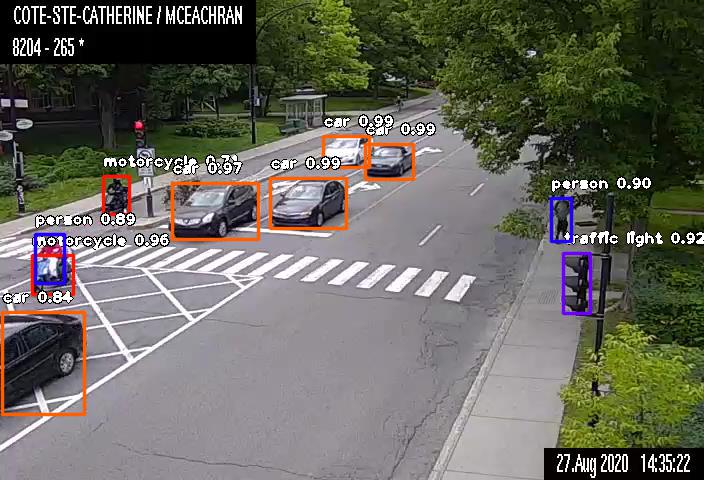 COTE-STE-CATHERINE / MCEACHRAN
8204 - 265 *
car 0.99
car 0.99
motorcycle 0.71
car 0.97
car 0.99
person 0.90
person 0.89
motorcycle 0.96
traffic light 0.92
car 0.84
27.Aug 2020 14:35:22